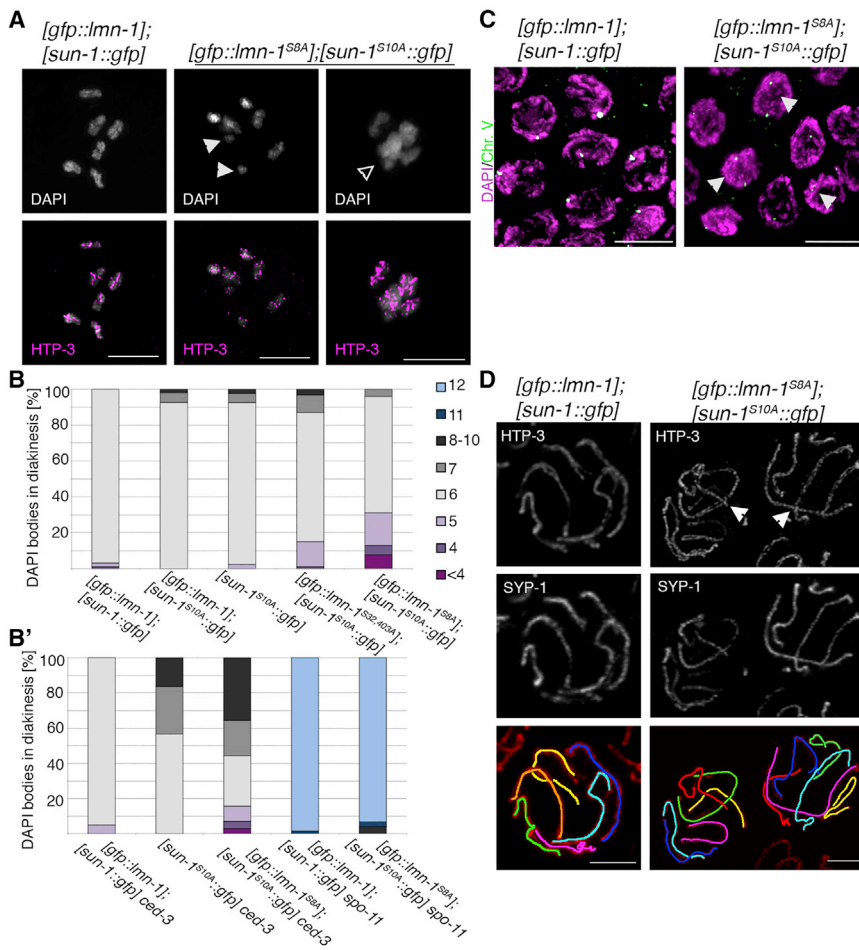 A
[gfp::lmn-1];
[sun-1::gfp]
[gfp::lmn-1S8A];[sun-1S10A::gfp]
DAPI
DAPI
DAPI
HTP-3
HTP-3
HTP-3
C
[gfp::lmn-1];
[sun-1::gfp]
[gfp::lmn-1S8A];
[sun-1S10A::gfp]
DAPI/Chr. V
B
DAPI bodies in diakinesis [%]
100
80
60
40
20
12
11
8-10
7
6
5
4
<4
[gfp::lmn-1];
[sun-1::gfp]
[gfp::lmn-1];
[sun-1S10A::gfp]
[sun-1S10A::gfp]
[gfp::lmn-1S32,403A];
[sun-1S10A::gfp]
[gfp::lmn-1S8A];
[sun-1S10A::gfp]
B'
DAPI bodies in diakinesis [%]
100
80
60
40
20
[gfp::lmn-1];
[sun-1::gfp] ced-3
[sun-1S10A::gfp] ced-3
[gfp::lmn-1S8A];
[sun-1S10A::gfp] ced-3
[gfp::lmn-1];
[sun-1::gfp] spo-11
[gfp::lmn-1S8A];
[sun-1S10A::gfp] spo-11
D
[gfp::lmn-1];
[sun-1::gfp]
[gfp::lmn-1S8A];
[sun-1S10A::gfp]
HTP-3
HTP-3
SYP-1
SYP-1